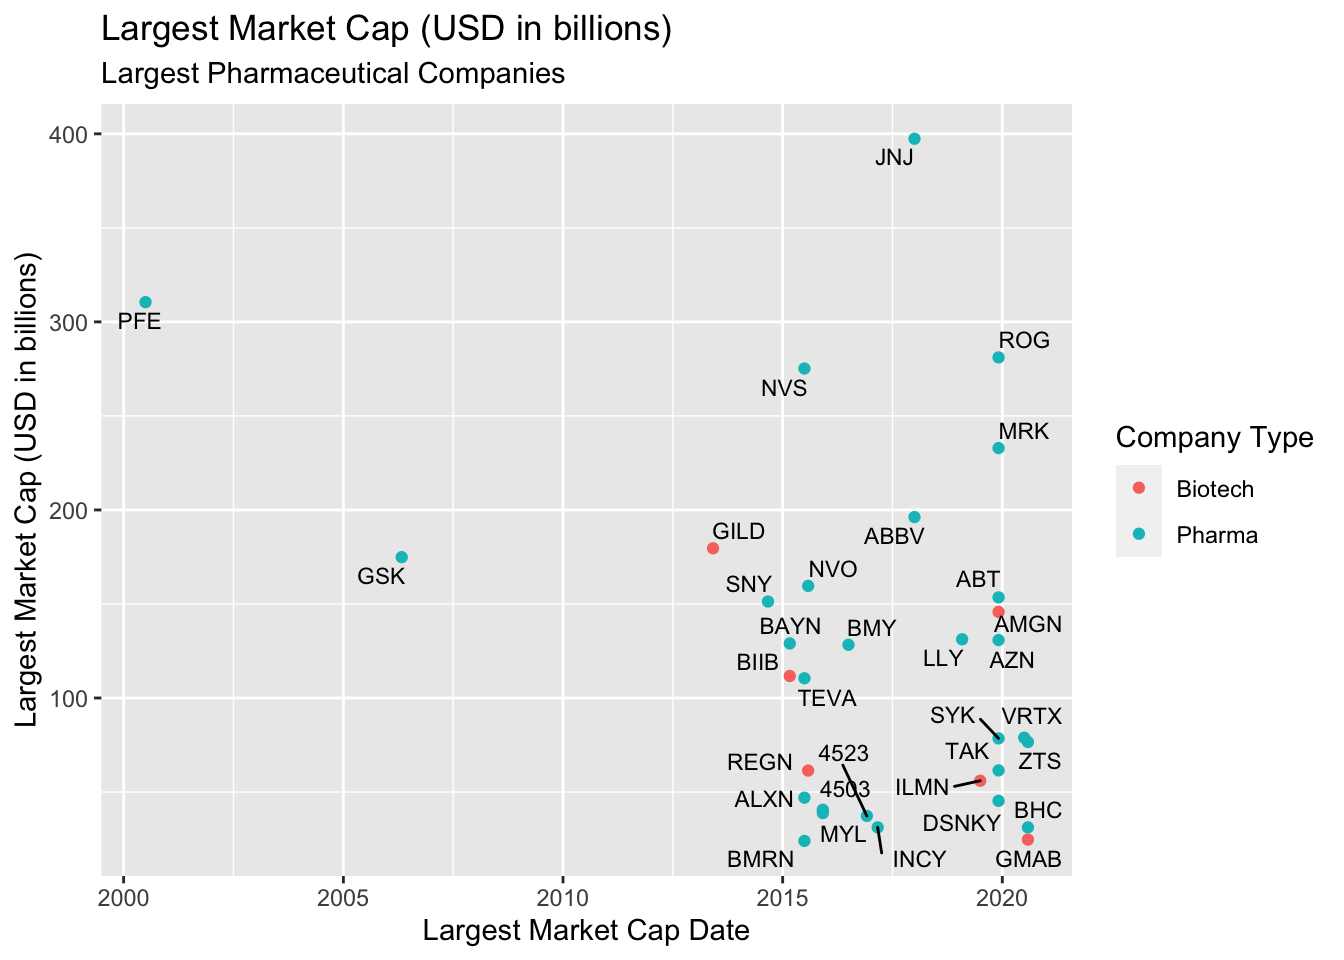 Largest Market Cap (USD in billions)
Largest Pharmaceutical Companies
Largest Market Cap (USD in billions)
400
300
200
100
JNJ
PFE
ROG
NVS
MRK
GILD
ABBV
GSK
NVO
SNY
ABT
BAYN
BMY
AMGN
BIIB
LLY
AZN
TEVA
SYK
VRTX
4523
TAK
REGN
ZTS
4503
ILMN
ALXN
BHC
MYL
DSNKY
BMRN
INCY
GMAB
2000
2005
2010
2015
2020
Largest Market Cap Date
Company Type
Biotech
Pharma